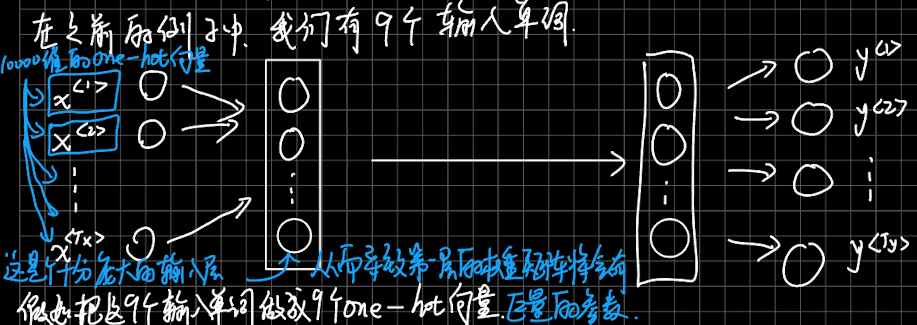 在之前的例子中,我们有9个输入单词.
10000维的one-hot向量
x<1> y<1>
x<2> y<2>
x<Tx> y<Ty>
这是十分庞大的输入层 从而导致第一层的权重矩阵将会有
假如把这9个输入单词做成9个one-hot向量. 巨量的参数.